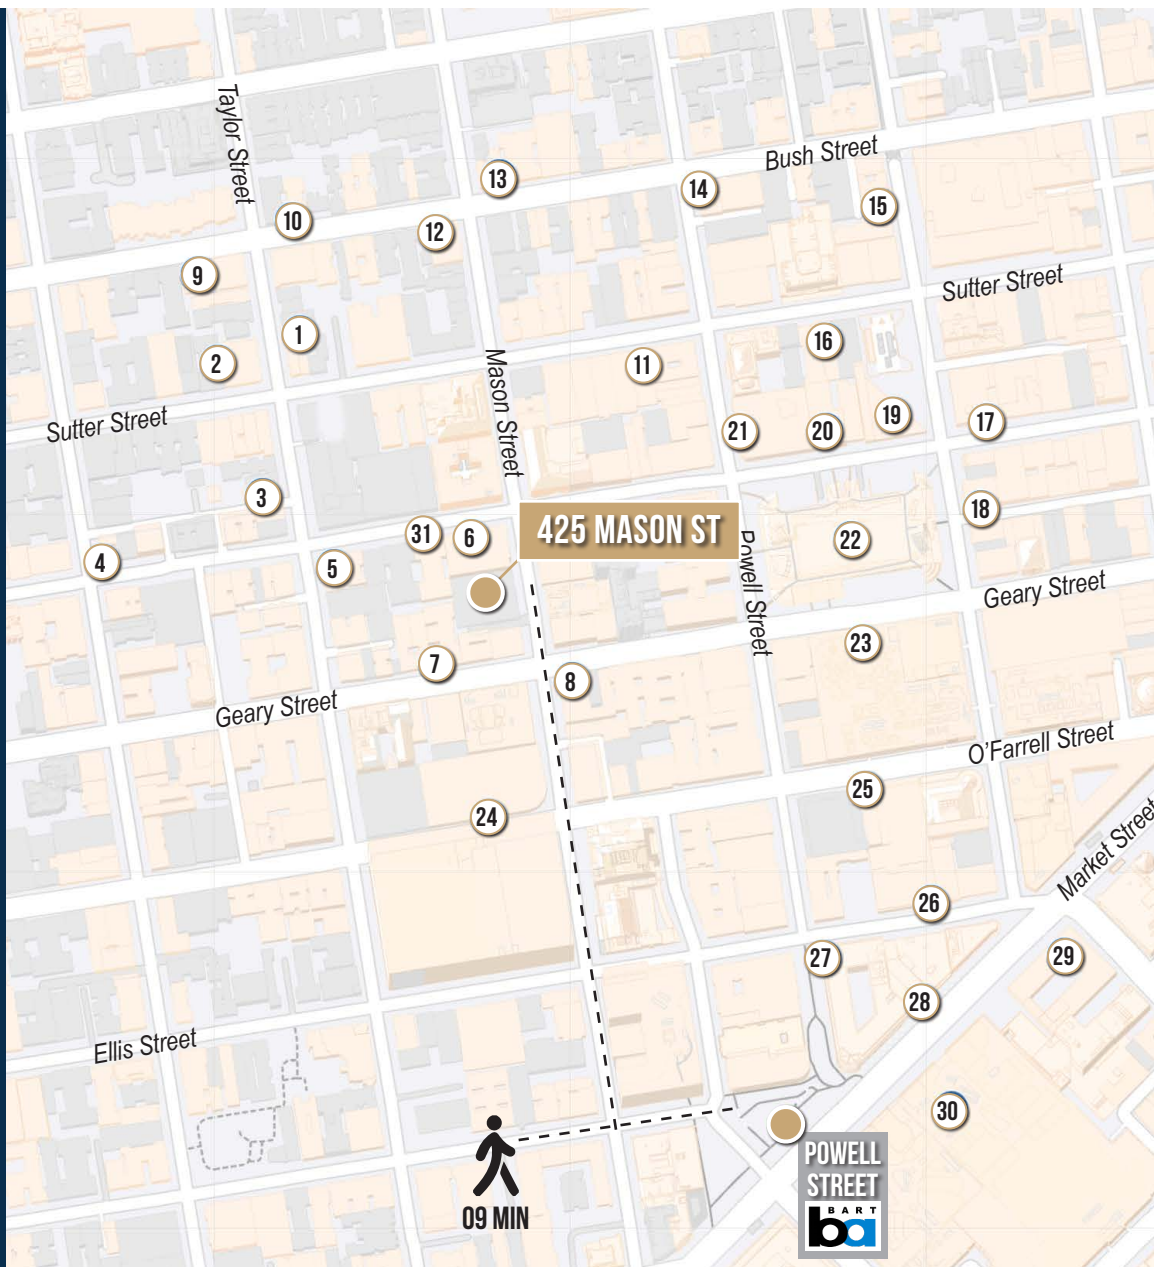 Taylor Street
Bush Street
13
14
15
10
12
9
Sutter Street
1
2
16
Mason Street
11
Sutter Street
19
17
21
20
3
18
31
6
425 MASON ST
22
4
5
Powell Street
Geary Street
23
7
8
Geary Street
O'Farrell Street
25
24
Market Street
26
27
29
28
Ellis Street
30
09 MIN
POWELL
STREET
BART
ba